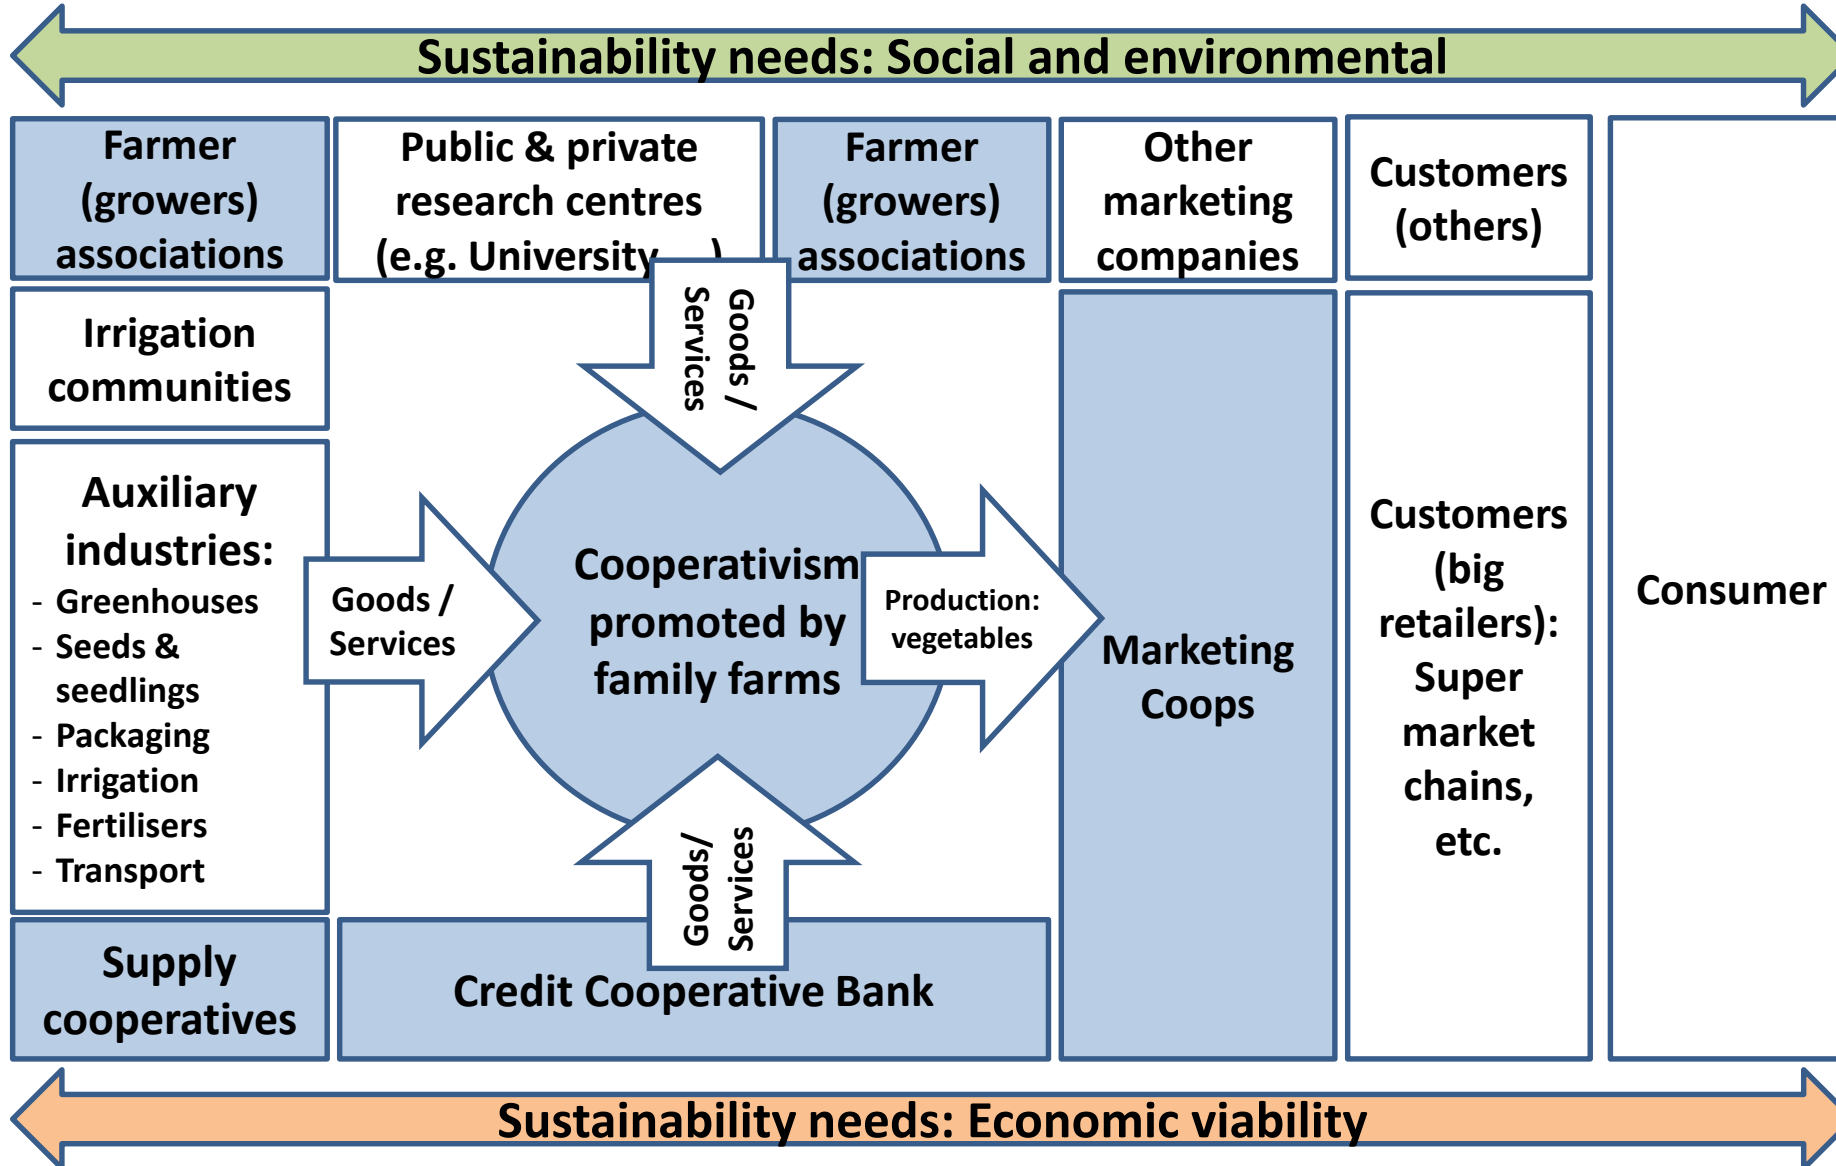 Sustainability needs: Social and environmental
Farmer
(growers)
associations
Public & private
research centres
(e.g. University ...)
Farmer
(growers)
associations
Other
marketing
companies
Customers
(others)
Irrigation
communities
Goods /
Services
Auxiliary
industries:
- Greenhouses
- Seeds &
seedlings
- Packaging
- Irrigation
- Fertilisers
- Transport
Goods /
Services
Cooperativism
promoted by
family farms
Production:
vegetables
Marketing
Coops
Customers
(big
retailers):
Super
market
chains,
etc.
Consumer
Goods/
Services
Supply
cooperatives
Credit Cooperative Bank
Sustainability needs: Economic viability